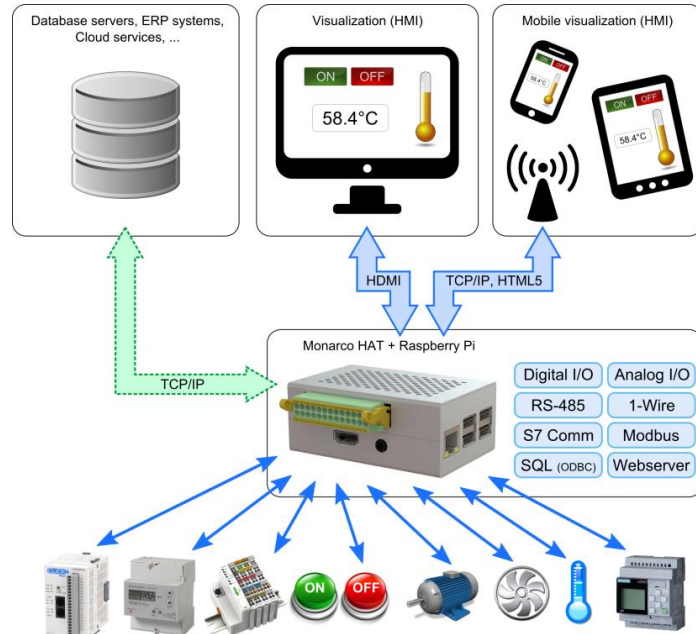 Database servers, ERP systems,
Cloud services, ...
Visualization (HMI)
ON
OFF
58.4°C
Mobile visualization (HMI)
ON
OFF
58.4°C
ON
OFF
58.4°C
HDMI
TCP/IP, HTML5
TCP/IP
Monarco HAT + Raspberry Pi
Digital I/O
Analog I/O
RS-485
1-Wire
S7 Comm
Modbus
SQL (ODBC)
Webserver
ON
OFF